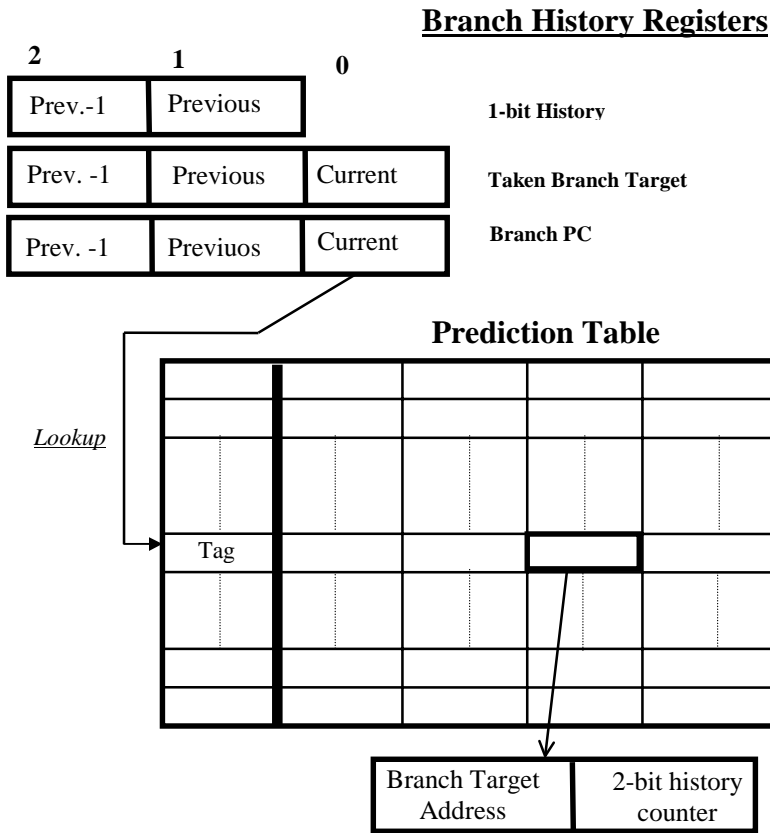 Branch History Registers
2 1 0
Prev.-1 Previous 1-bit History
Prev. -1 Previous Current Taken Branch Target
Prev. -1 Previuos Current Branch PC
Prediction Table
Lookup
Tag
Branch Target 2-bit history
Address counter